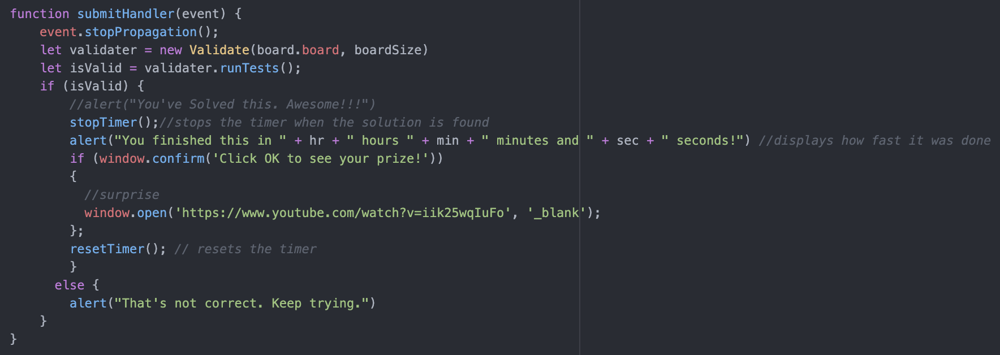 function submitHandler(event) {
    event.stopPropagation();
    let validater = new Validate(board.board, boardSize)
    let isValid = validater.runTests();
    if (isValid) {
        //alert("You've Solved this. Awesome!!!")
        stopTimer();//stops the timer when the solution is found
        alert("You finished this in " + hr + " hours " + min + " minutes and " + sec + " seconds!") //displays how fast it was done
        if (window.confirm('Click OK to see your prize!'))
        {
          //surprise
          window.open('https://www.youtube.com/watch?v=iik25wqIuFo', '_blank');
        };
        resetTimer(); // resets the timer
        }
      else {
        alert("That's not correct. Keep trying.")
    }
}